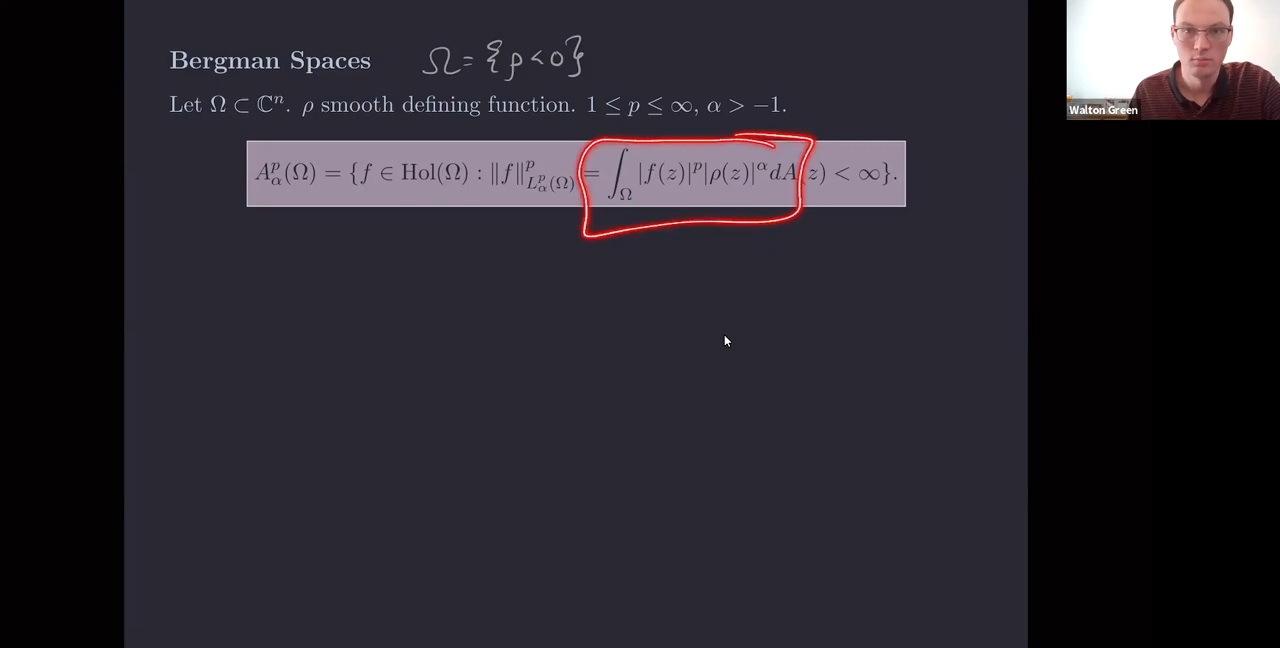 Bergman Spaces Ω = {ρ < 0}
Let Ω ⊂ ℂⁿ. ρ smooth defining function. 1 ≤ p ≤ ∞, α > −1.
A^p_α(Ω) = {f ∈ Hol(Ω) : ‖f‖^p_{L^p_α(Ω)} = ∫_Ω |f(z)|^p|ρ(z)|^α dA(z) < ∞}.
Walton Green